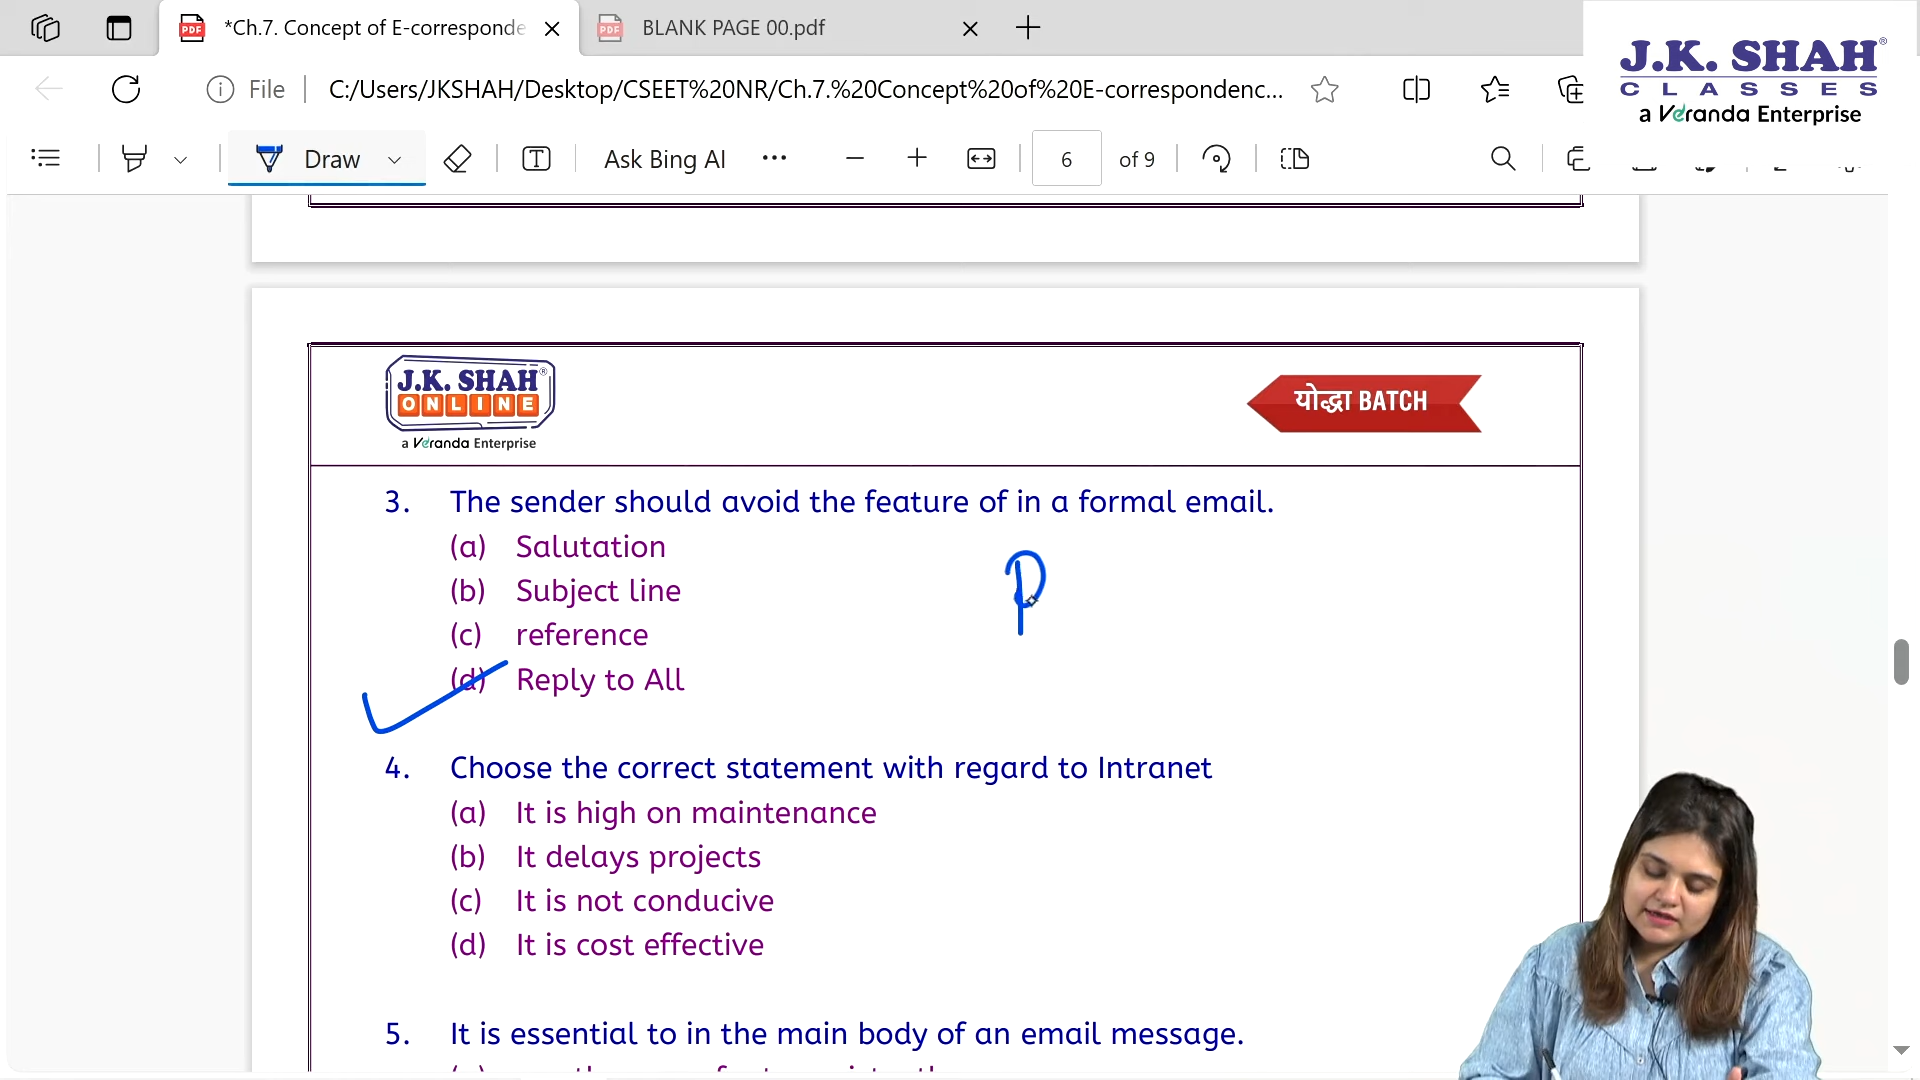 *Ch.7. Concept of E-corresponde
BLANK PAGE 00.pdf
J.K. SHAH®
CLASSES
a Veranda Enterprise
File
C:/Users/JKSHAH/Desktop/CSEET%20NR/Ch.7.%20Concept%20of%20E-correspondenc...
Draw
Ask Bing AI
6
of 9
J.K. SHAH®
ONLINE
a Veranda Enterprise
योद्धा BATCH
3. The sender should avoid the feature of in a formal email.
(a) Salutation
(b) Subject line
(c) reference
(d) Reply to All
P
4. Choose the correct statement with regard to Intranet
(a) It is high on maintenance
(b) It delays projects
(c) It is not conducive
(d) It is cost effective
5. It is essential to in the main body of an email message.